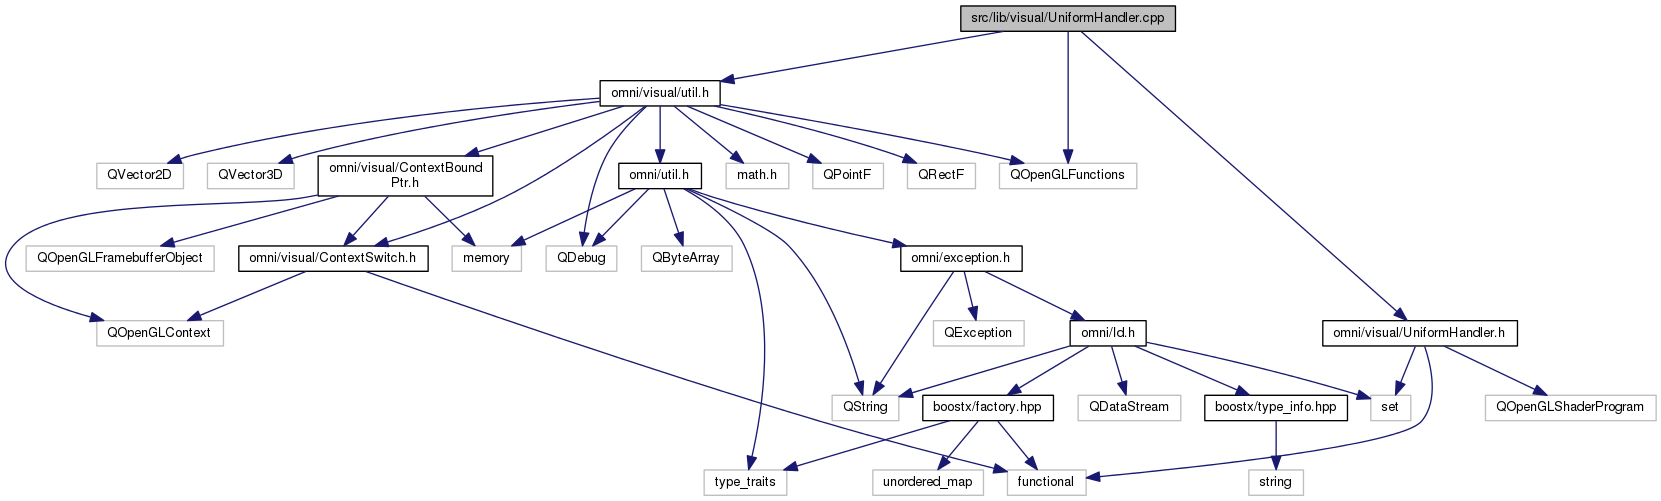 src/lib/visual/UniformHandler.cpp
omni/visual/util.h
QVector2D
QVector3D
omni/visual/ContextBound
Ptr.h
omni/util.h
math.h
QPointF
QRectF
QOpenGLFunctions
QOpenGLFramebufferObject
omni/visual/ContextSwitch.h
memory
QDebug
QByteArray
omni/exception.h
QOpenGLContext
QException
omni/Id.h
omni/visual/UniformHandler.h
QString
boostx/factory.hpp
QDataStream
boostx/type_info.hpp
set
QOpenGLShaderProgram
type_traits
unordered_map
functional
string